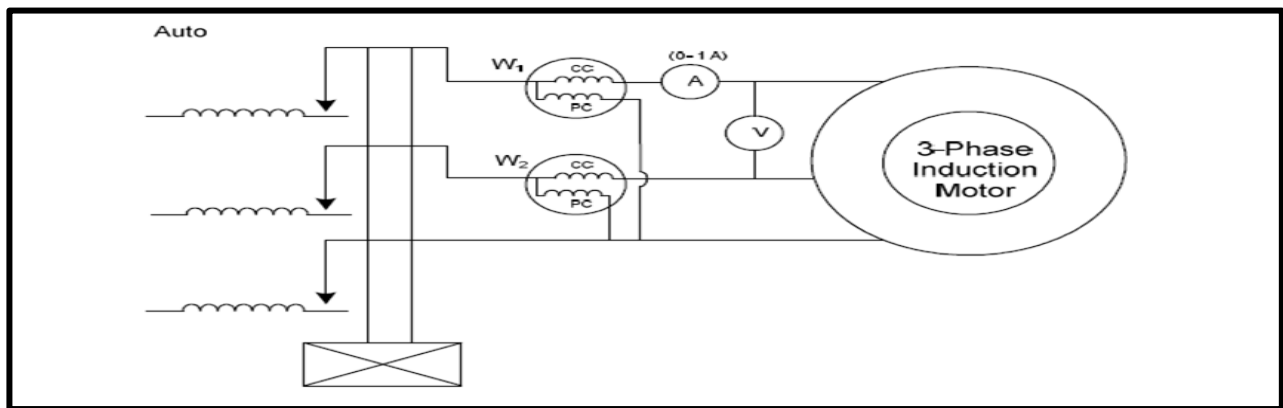 Auto
W₁
CC
PC
(0-1 A)
A
V
W₂
CC
PC
3-Phase
Induction
Motor